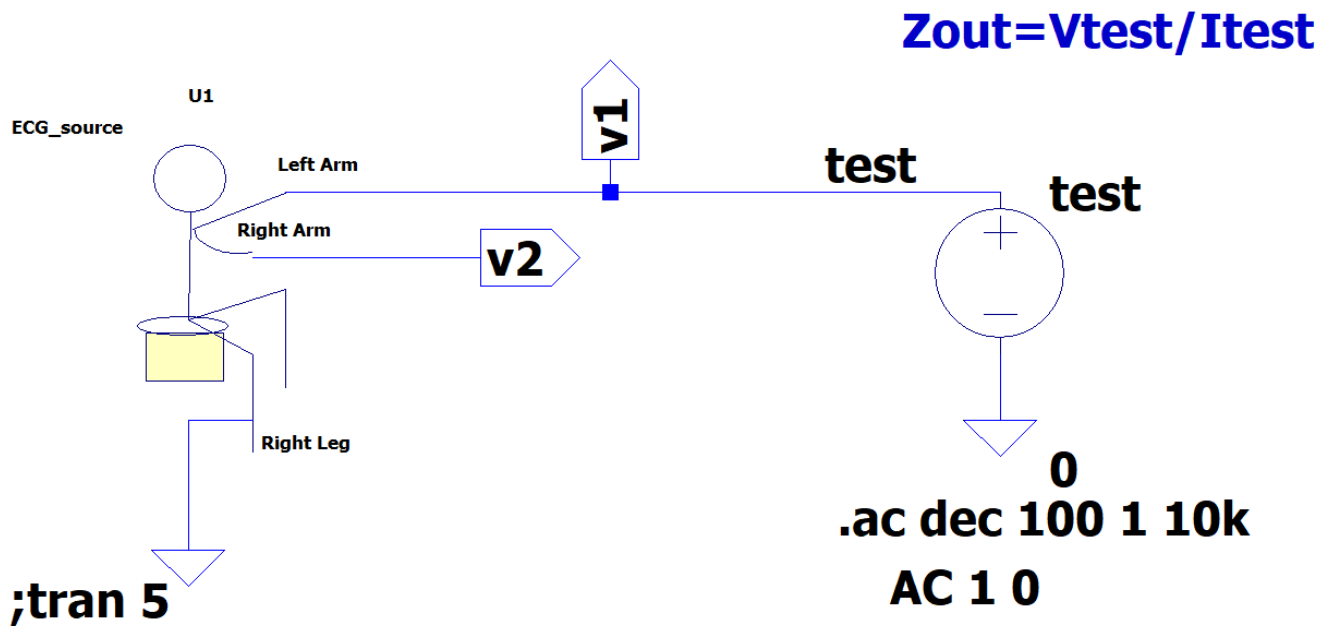 Zout=Vtest/Itest
U1
ECG_source
v1
Left Arm
test
test
Right Arm
v2
Right Leg
0
.ac dec 100 1 10k
AC 1 0
;tran 5